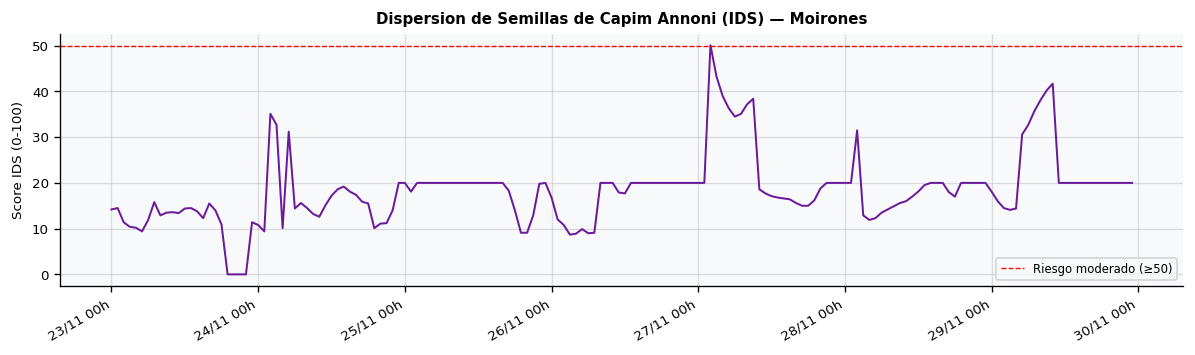 Dispersion de Semillas de Capim Annoni (IDS) — Moirones
Score IDS (0-100)
50
40
30
20
10
0
Riesgo moderado (≥50)
23/11 00h
24/11 00h
25/11 00h
26/11 00h
27/11 00h
28/11 00h
29/11 00h
30/11 00h